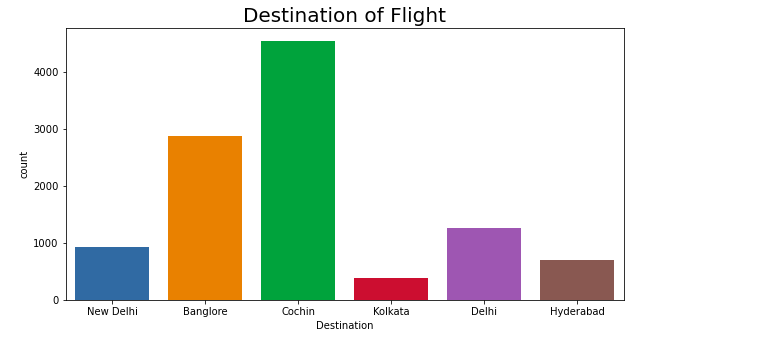 Destination of Flight
count
4000
3000
2000
1000
0
New Delhi
Banglore
Cochin
Kolkata
Delhi
Hyderabad
Destination